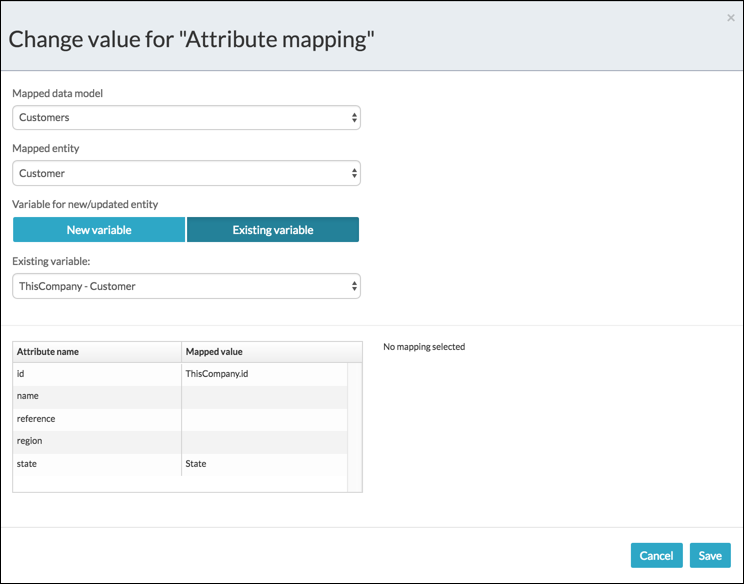 ×
Change value for "Attribute mapping"
Mapped data model
Customers
Mapped entity
Customer
Variable for new/updated entity
New variable Existing variable
Existing variable:
ThisCompany - Customer
Attribute name Mapped value
No mapping selected
id ThisCompany.id
name
reference
region
state State
Cancel Save